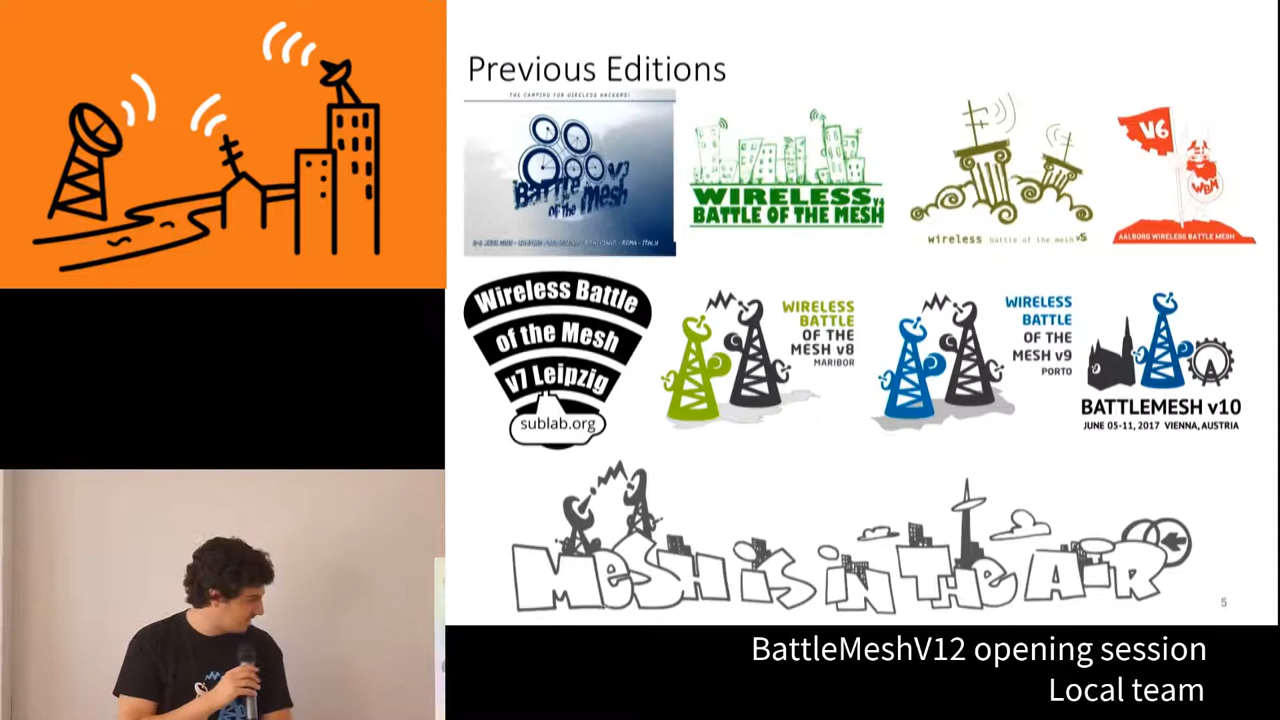 Previous Editions
THE CAMPING FOR WIRELESS HACKERS!
Battle v3
of the Mesh
WIRELESS v4
BATTLE OF THE MESH
wireless battle of the mesh v5
V6
WBM
AALBORG WIRELESS BATTLE MESH
Wireless Battle
of the Mesh
v7 Leipzig
sublab.org
WIRELESS
BATTLE
OF THE
MESH v8
MARIBOR
WIRELESS
BATTLE
OF THE
MESH v9
PORTO
BATTLEMESH v10
JUNE 05-11, 2017 VIENNA, AUSTRIA
MESH IS IN THE AIR
5
BattleMeshV12 opening session
Local team